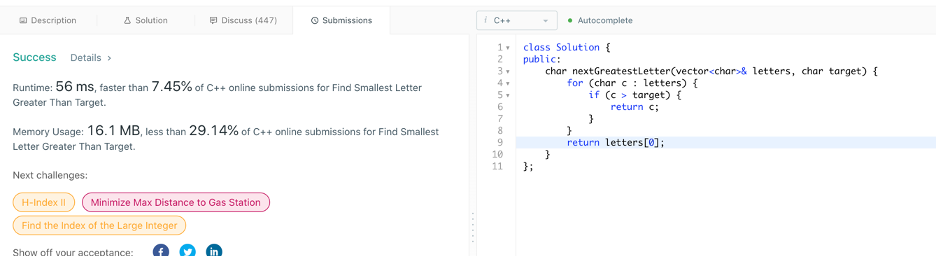 Description Solution Discuss (447) Submissions
Success Details >
Runtime: 56 ms, faster than 7.45% of C++ online submissions for Find Smallest Letter
Greater Than Target.
Memory Usage: 16.1 MB, less than 29.14% of C++ online submissions for Find Smallest
Letter Greater Than Target.
Next challenges:
H-Index II Minimize Max Distance to Gas Station
Find the Index of the Large Integer
Show off your acceptance: f in
i C++ Autocomplete
1 class Solution {
2 public:
3 char nextGreatestLetter(vector<char>& letters, char target) {
4 for (char c : letters) {
5 if (c > target) {
6 return c;
7 }
8 }
9 return letters[0];
10 }
11 };